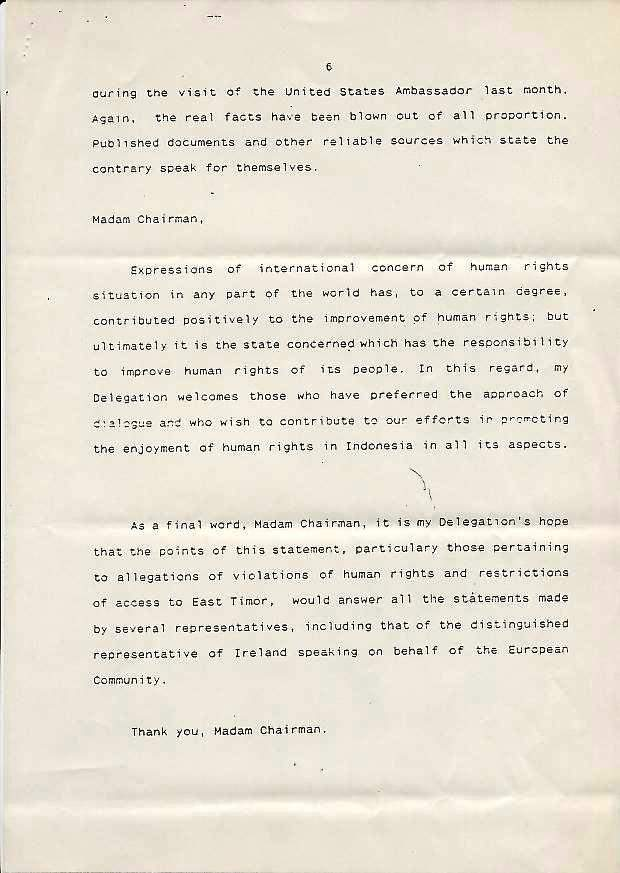 6
during the visit of the United States Ambassador last month.
Again, the real facts have been blown out of all proportion.
Published documents and other reliable sources which state the
contrary speak for themselves.
Madam Chairman,
Expressions of international concern of human rights
situation in any part of the world has, to a certain degree,
contributed positively to the improvement of human rights; but
ultimately it is the state concerned which has the responsibility
to improve human rights of its people. In this regard, my
Delegation welcomes those who have preferred the approach of
dialogue and who wish to contribute to our efforts in promoting
the enjoyment of human rights in Indonesia in all its aspects.
As a final word, Madam Chairman, it is my Delegation's hope
that the points of this statement, particulary those pertaining
to allegations of violations of human rights and restrictions
of access to East Timor, would answer all the statements made
by several representatives, including that of the distinguished
representative of Ireland speaking on behalf of the European
Community.
Thank you, Madam Chairman.